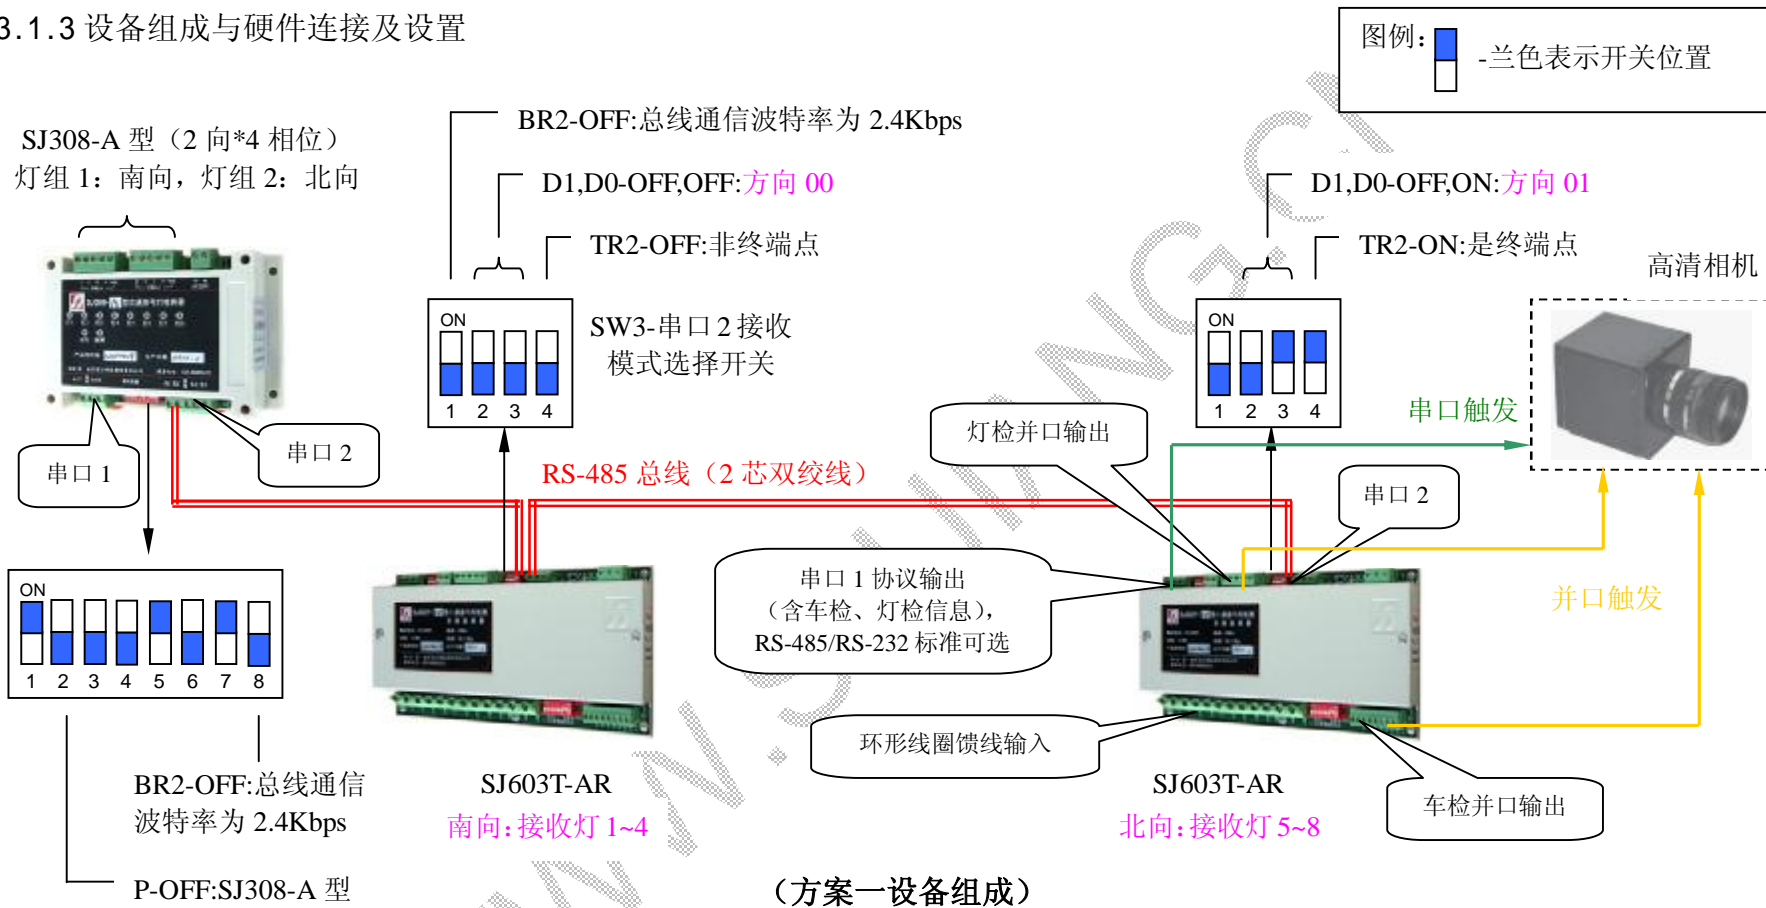 3.1.3 设备组成与硬件连接及设置
图例:
-兰色表示开关位置
SJ308-A 型（2 向*4 相位）
灯组 1：南向，灯组 2：北向
BR2-OFF:总线通信波特率为 2.4Kbps
D1,D0-OFF,OFF:方向 00
TR2-OFF:非终端点
D1,D0-OFF,ON:方向 01
TR2-ON:是终端点
高清相机
ON
1 2 3 4
SW3-串口 2 接收
模式选择开关
ON
1 2 3 4
串口触发
灯检并口输出
串口 1
串口 2
RS-485 总线（2 芯双绞线）
串口 2
串口 1 协议输出
（含车检、灯检信息），
RS-485/RS-232 标准可选
并口触发
ON
1 2 3 4 5 6 7 8
环形线圈馈线输入
BR2-OFF:总线通信
波特率为 2.4Kbps
SJ603T-AR
南向:接收灯 1~4
SJ603T-AR
北向:接收灯 5~8
车检并口输出
P-OFF:SJ308-A 型
（方案一设备组成）